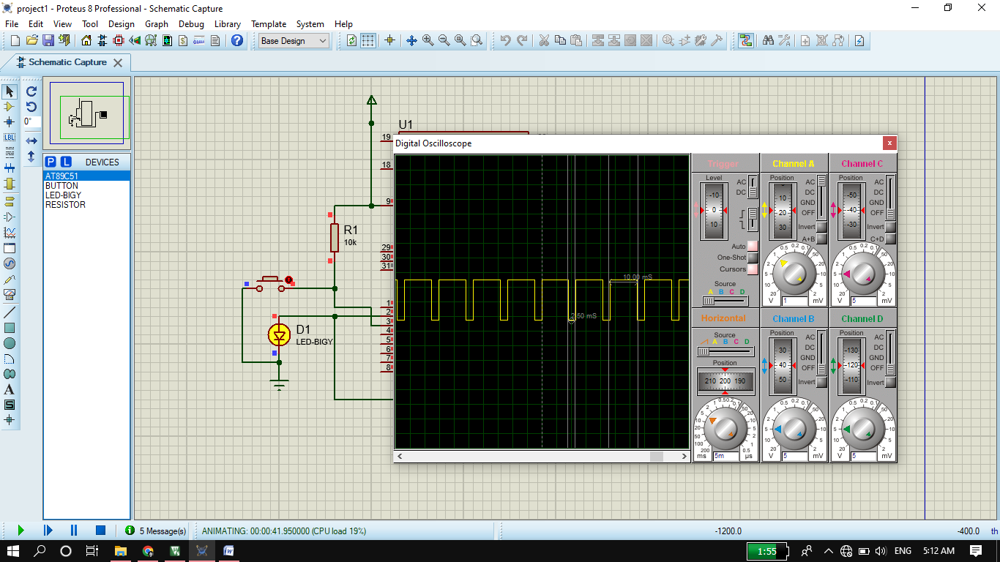 project1 - Proteus 8 Professional - Schematic Capture
File Edit View Tool Design Graph Debug Library Template System Help
Base Design
Schematic Capture
0°
LBL
P L DEVICES
AT89C51
BUTTON
LED-BIGY
RESISTOR
U1
19
18
9
29
30
31
1
2
3
4
5
6
7
8
R1
10k
D1
LED-BIGY
Digital Oscilloscope
10.00 mS
2.50 mS
Trigger
Level
AC
DC
-10
0
10
Auto
One-Shot
Cursors
Source
A B C D
Channel A
Position
AC
DC
GND
OFF
10
20
30
Invert
A+B
V 1 mV
Channel C
Position
AC
DC
GND
OFF
-50
-40
-30
Invert
C+D
V 5 mV
Horizontal
Source
A B C D
Position
210 200 190
ms 5m µs
Channel B
Position
AC
DC
GND
OFF
30
40
50
Invert
V 5 mV
Channel D
Position
AC
DC
GND
OFF
-130
-120
-110
Invert
V 5 mV
5 Message(s) ANIMATING: 00:00:41.950000 (CPU load 19%) -1200.0 -400.0 th
1:55 ENG 5:12 AM